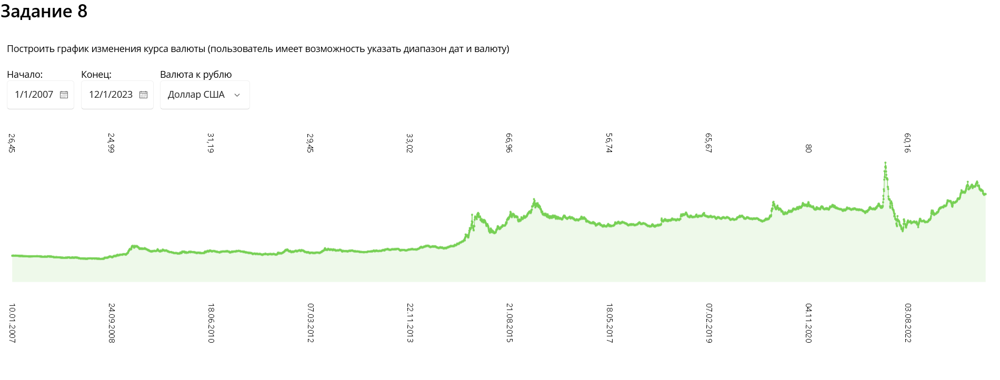 Задание 8
Построить график изменения курса валюты (пользователь имеет возможность указать диапазон дат и валюту)
Начало: Конец: Валюта к рублю
1/1/2007 12/1/2023 Доллар США
26,45 24,99 31,19 29,45 33,02 66,96 56,74 65,67 80 60,16
10.01.2007 24.09.2008 18.06.2010 07.03.2012 22.11.2013 21.08.2015 18.05.2017 07.02.2019 04.11.2020 03.08.2022